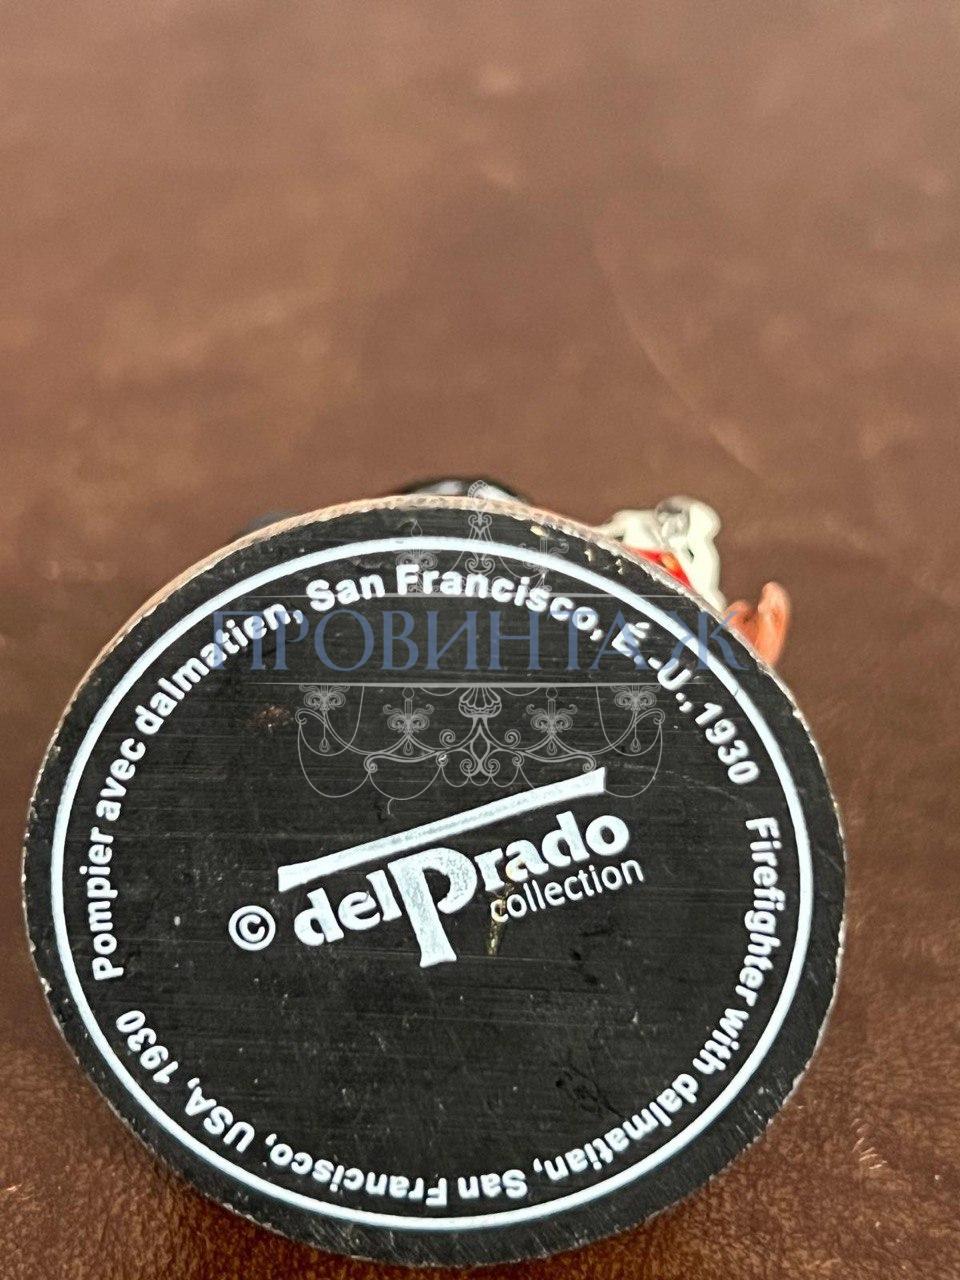 Pompier avec dalmatien, San Francisco, É.-U.,1930
Firefighter with dalmatian, San Francisco, USA, 1930
ПРОВИНТАЖ
© delPrado
collection